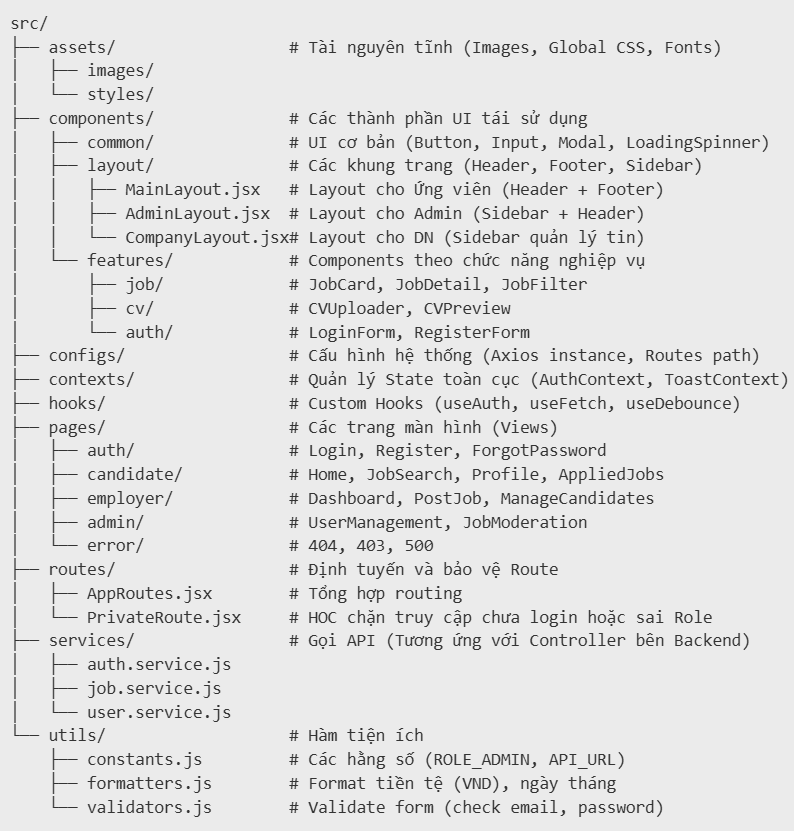 src/
├── assets/                  # Tài nguyên tĩnh (Images, Global CSS, Fonts)
│   ├── images/
│   └── styles/
├── components/              # Các thành phần UI tái sử dụng
│   ├── common/              # UI cơ bản (Button, Input, Modal, LoadingSpinner)
│   ├── layout/              # Các khung trang (Header, Footer, Sidebar)
│   │   ├── MainLayout.jsx   # Layout cho Ứng viên (Header + Footer)
│   │   ├── AdminLayout.jsx  # Layout cho Admin (Sidebar + Header)
│   │   └── CompanyLayout.jsx# Layout cho DN (Sidebar quản lý tin)
│   └── features/            # Components theo chức năng nghiệp vụ
│       ├── job/             # JobCard, JobDetail, JobFilter
│       ├── cv/              # CVUploader, CVPreview
│       └── auth/            # LoginForm, RegisterForm
├── configs/                 # Cấu hình hệ thống (Axios instance, Routes path)
├── contexts/                # Quản lý State toàn cục (AuthContext, ToastContext)
├── hooks/                   # Custom Hooks (useAuth, useFetch, useDebounce)
├── pages/                   # Các trang màn hình (Views)
│   ├── auth/                # Login, Register, ForgotPassword
│   ├── candidate/           # Home, JobSearch, Profile, AppliedJobs
│   ├── employer/            # Dashboard, PostJob, ManageCandidates
│   ├── admin/               # UserManagement, JobModeration
│   └── error/               # 404, 403, 500
├── routes/                  # Định tuyến và bảo vệ Route
│   ├── AppRoutes.jsx        # Tổng hợp routing
│   └── PrivateRoute.jsx     # HOC chặn truy cập chưa login hoặc sai Role
├── services/                # Gọi API (Tương ứng với Controller bên Backend)
│   ├── auth.service.js
│   ├── job.service.js
│   └── user.service.js
└── utils/                   # Hàm tiện ích
    ├── constants.js         # Các hằng số (ROLE_ADMIN, API_URL)
    ├── formatters.js        # Format tiền tệ (VND), ngày tháng
    └── validators.js        # Validate form (check email, password)